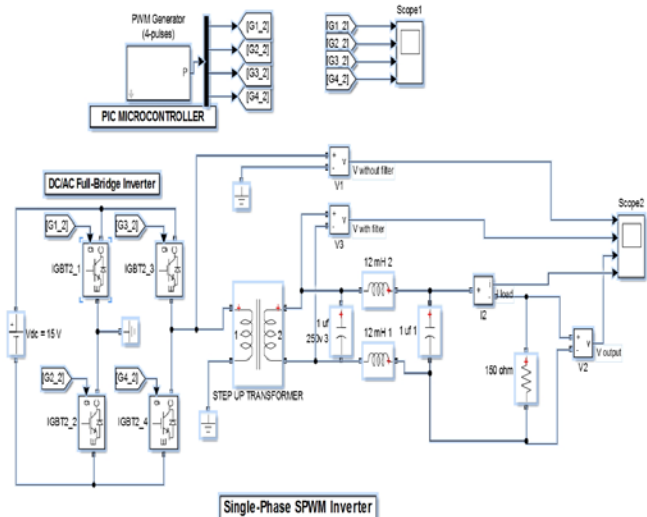 PWM Generator
(4-pulses)
P
PIC MICROCONTROLLER
[G1_2]
[G2_2]
[G3_2]
[G4_2]
Scope1
[G1_2]
[G2_2]
[G3_2]
[G4_2]
DC/AC Full-Bridge Inverter
V without filter
V1
V with filter
V3
Scope2
[G1_2]
[G3_2]
IGBT2_1
IGBT2_3
Vdc = 15 V
[G2_2]
[G4_2]
IGBT2_2
IGBT2_4
1
2
STEP UP TRANSFORMER
12 mH 2
1 uf
250v 3
12 mH 1
1 uf 1
I2
V output
V2
150 ohm
Single-Phase SPWM Inverter